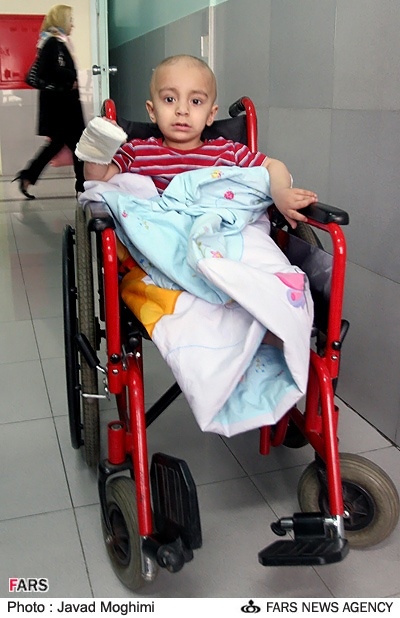 FARS
Photo : Javad Moghimi
FARS NEWS AGENCY